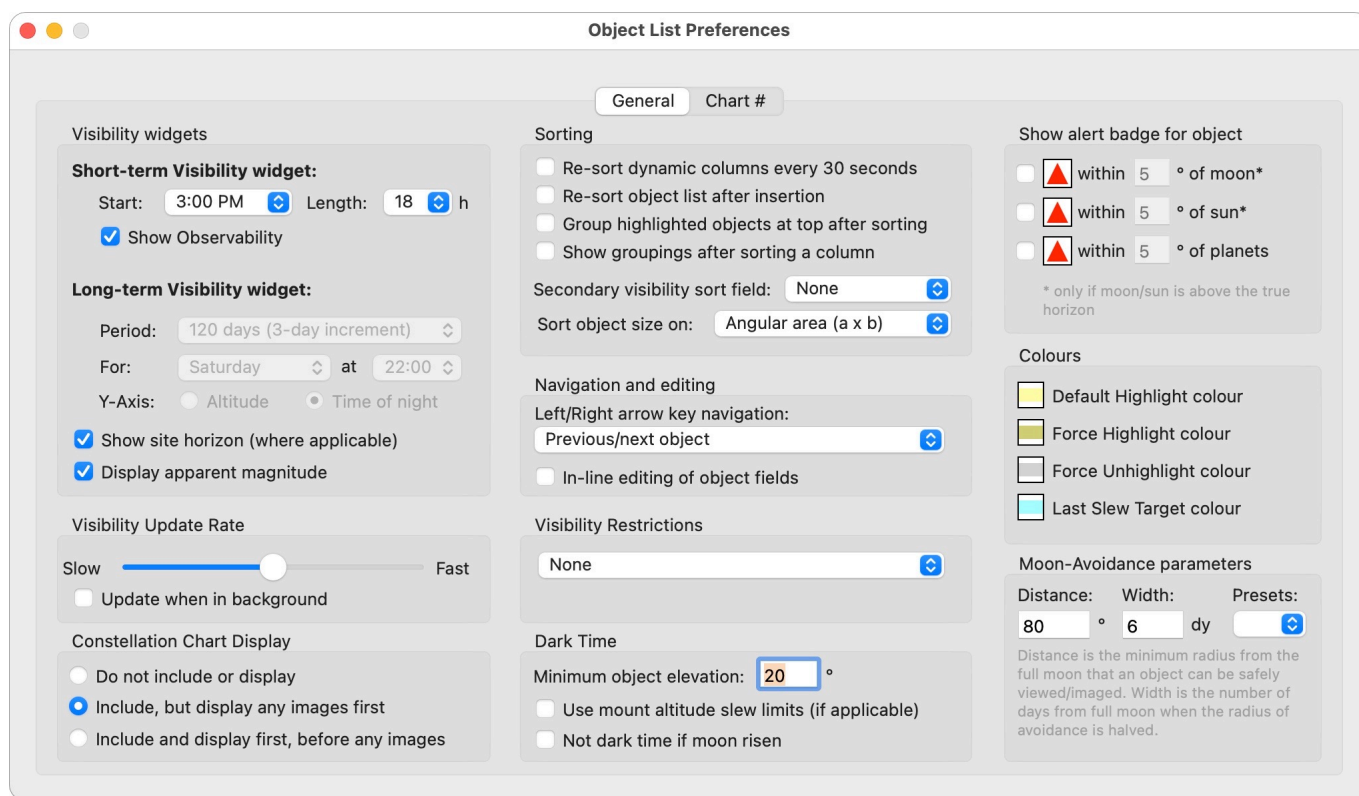 Object List Preferences
General
Chart #
Visibility widgets
Short-term Visibility widget:
Start: 3:00 PM Length: 18 h
Show Observability
Long-term Visibility widget:
Period: 120 days (3-day increment)
For: Saturday at 22:00
Y-Axis: Altitude Time of night
Show site horizon (where applicable)
Display apparent magnitude
Visibility Update Rate
Slow Fast
Update when in background
Constellation Chart Display
Do not include or display
Include, but display any images first
Include and display first, before any images
Sorting
Re-sort dynamic columns every 30 seconds
Re-sort object list after insertion
Group highlighted objects at top after sorting
Show groupings after sorting a column
Secondary visibility sort field: None
Sort object size on: Angular area (a x b)
Navigation and editing
Left/Right arrow key navigation:
Previous/next object
In-line editing of object fields
Visibility Restrictions
None
Dark Time
Minimum object elevation: 20 °
Use mount altitude slew limits (if applicable)
Not dark time if moon risen
Show alert badge for object
within 5 ° of moon*
within 5 ° of sun*
within 5 ° of planets
* only if moon/sun is above the true
horizon
Colours
Default Highlight colour
Force Highlight colour
Force Unhighlight colour
Last Slew Target colour
Moon-Avoidance parameters
Distance: Width: Presets:
80 ° 6 dy
Distance is the minimum radius from the
full moon that an object can be safely
viewed/imaged. Width is the number of
days from full moon when the radius of
avoidance is halved.